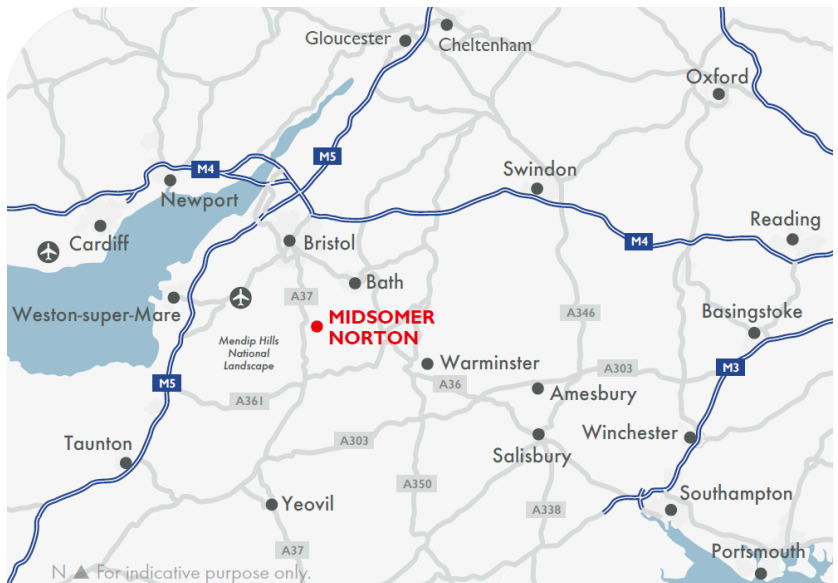 Gloucester
Cheltenham
Oxford
M5
M4
Swindon
Newport
Reading
Cardiff
Bristol
M4
Bath
A37
Weston-super-Mare
MIDSOMER
NORTON
A346
Basingstoke
Mendip Hills
National
Landscape
Warminster
A303
M3
M5
A36
Amesbury
A361
Taunton
A303
Salisbury
Winchester
A350
Yeovil
Southampton
A338
A37
Portsmouth
N ▲ For indicative purpose only.